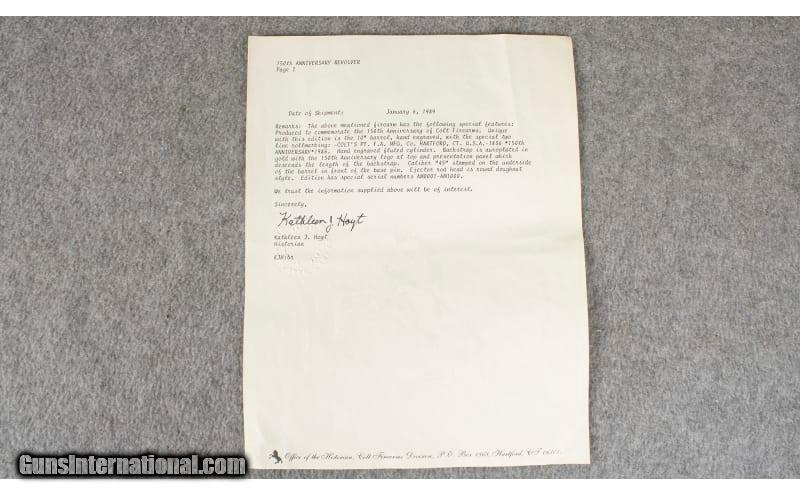 150th ANNIVERSARY REVOLVER
Page 1
Date of Shipment: January 6, 1989
Remarks: The above mentioned firearm has the following special features:
Produced to commemorate the 150th Anniversary of Colt Firearms. Unique
with this edition is the 10" barrel, hand engraved, with the special two
line rollmarking: -COLT'S PT. F.A. MFG. Co. HARTFORD, CT. U.S.A.-1836 *150th
ANNIVERSARY*1986. Hand engraved fluted cylinder. Backstrap is auroplated in
gold with the 150th Anniversary logo at top and presentation panel which
descends the length of the backstrap. Caliber "45" stamped on the underside
of the barrel in front of the base pin. Ejector rod head is round doughnut
style. Edition has special serial numbers AM0001-AM1000.
We trust the information supplied above will be of interest.
Sincerely,
Kathleen J Hoyt
Kathleen J. Hoyt
Historian
Office of the Historian, Colt Firearms Division, P.O. Box 1868, Hartford, CT 06101
GunsInternational.com